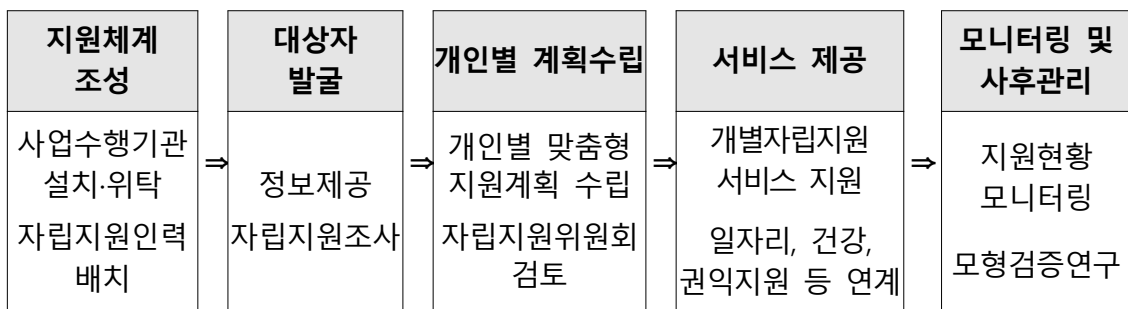 지원체계
조성
사업수행기관
설치·위탁
자립지원인력
배치
⇒
대상자
발굴
정보제공
자립지원조사
⇒
개인별 계획수립
개인별 맞춤형
지원계획 수립
자립지원위원회
검토
⇒
서비스 제공
개별자립지원
서비스 지원
일자리, 건강,
권익지원 등 연계
⇒
모니터링 및
사후관리
지원현황
모니터링
모형검증연구